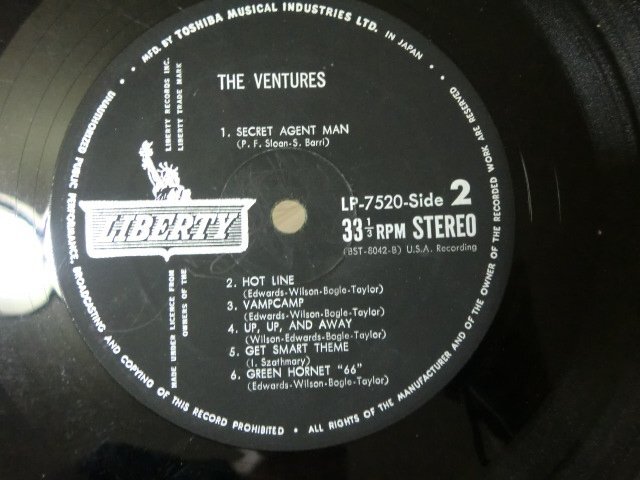 MFD. BY TOSHIBA MUSICAL INDUSTRIES LTD. IN JAPAN
THE VENTURES
LIBERTY RECORDS INC.
LIBERTY TRADE MARK
1. SECRET AGENT MAN
(P. F. Sloan-S. Barri)
LIBERTY
LP-7520-Side 2
33 1/3 RPM STEREO
(BST-8042-B) U.S.A. Recording
MADE UNDER LICENCE FROM
OWNERS OF THE
2. HOT LINE
(Edwards-Wilson-Bogle-Taylor)
3. VAMPCAMP
(Edwards-Wilson-Bogle-Taylor)
4. UP, UP, AND AWAY
(Wilson-Edwards-Bogle-Taylor)
5. GET SMART THEME
(I. Szathmary)
6. GREEN HORNET "66"
(Edwards-Wilson-Bogle-Taylor)
UNAUTHORIZED PUBLIC PERFORMANCE, BROADCASTING AND COPYING OF THIS RECORD PROHIBITED • ALL RIGHTS OF THE MANUFACTURER AND OF THE OWNER OF THE RECORDED WORK ARE RESERVED